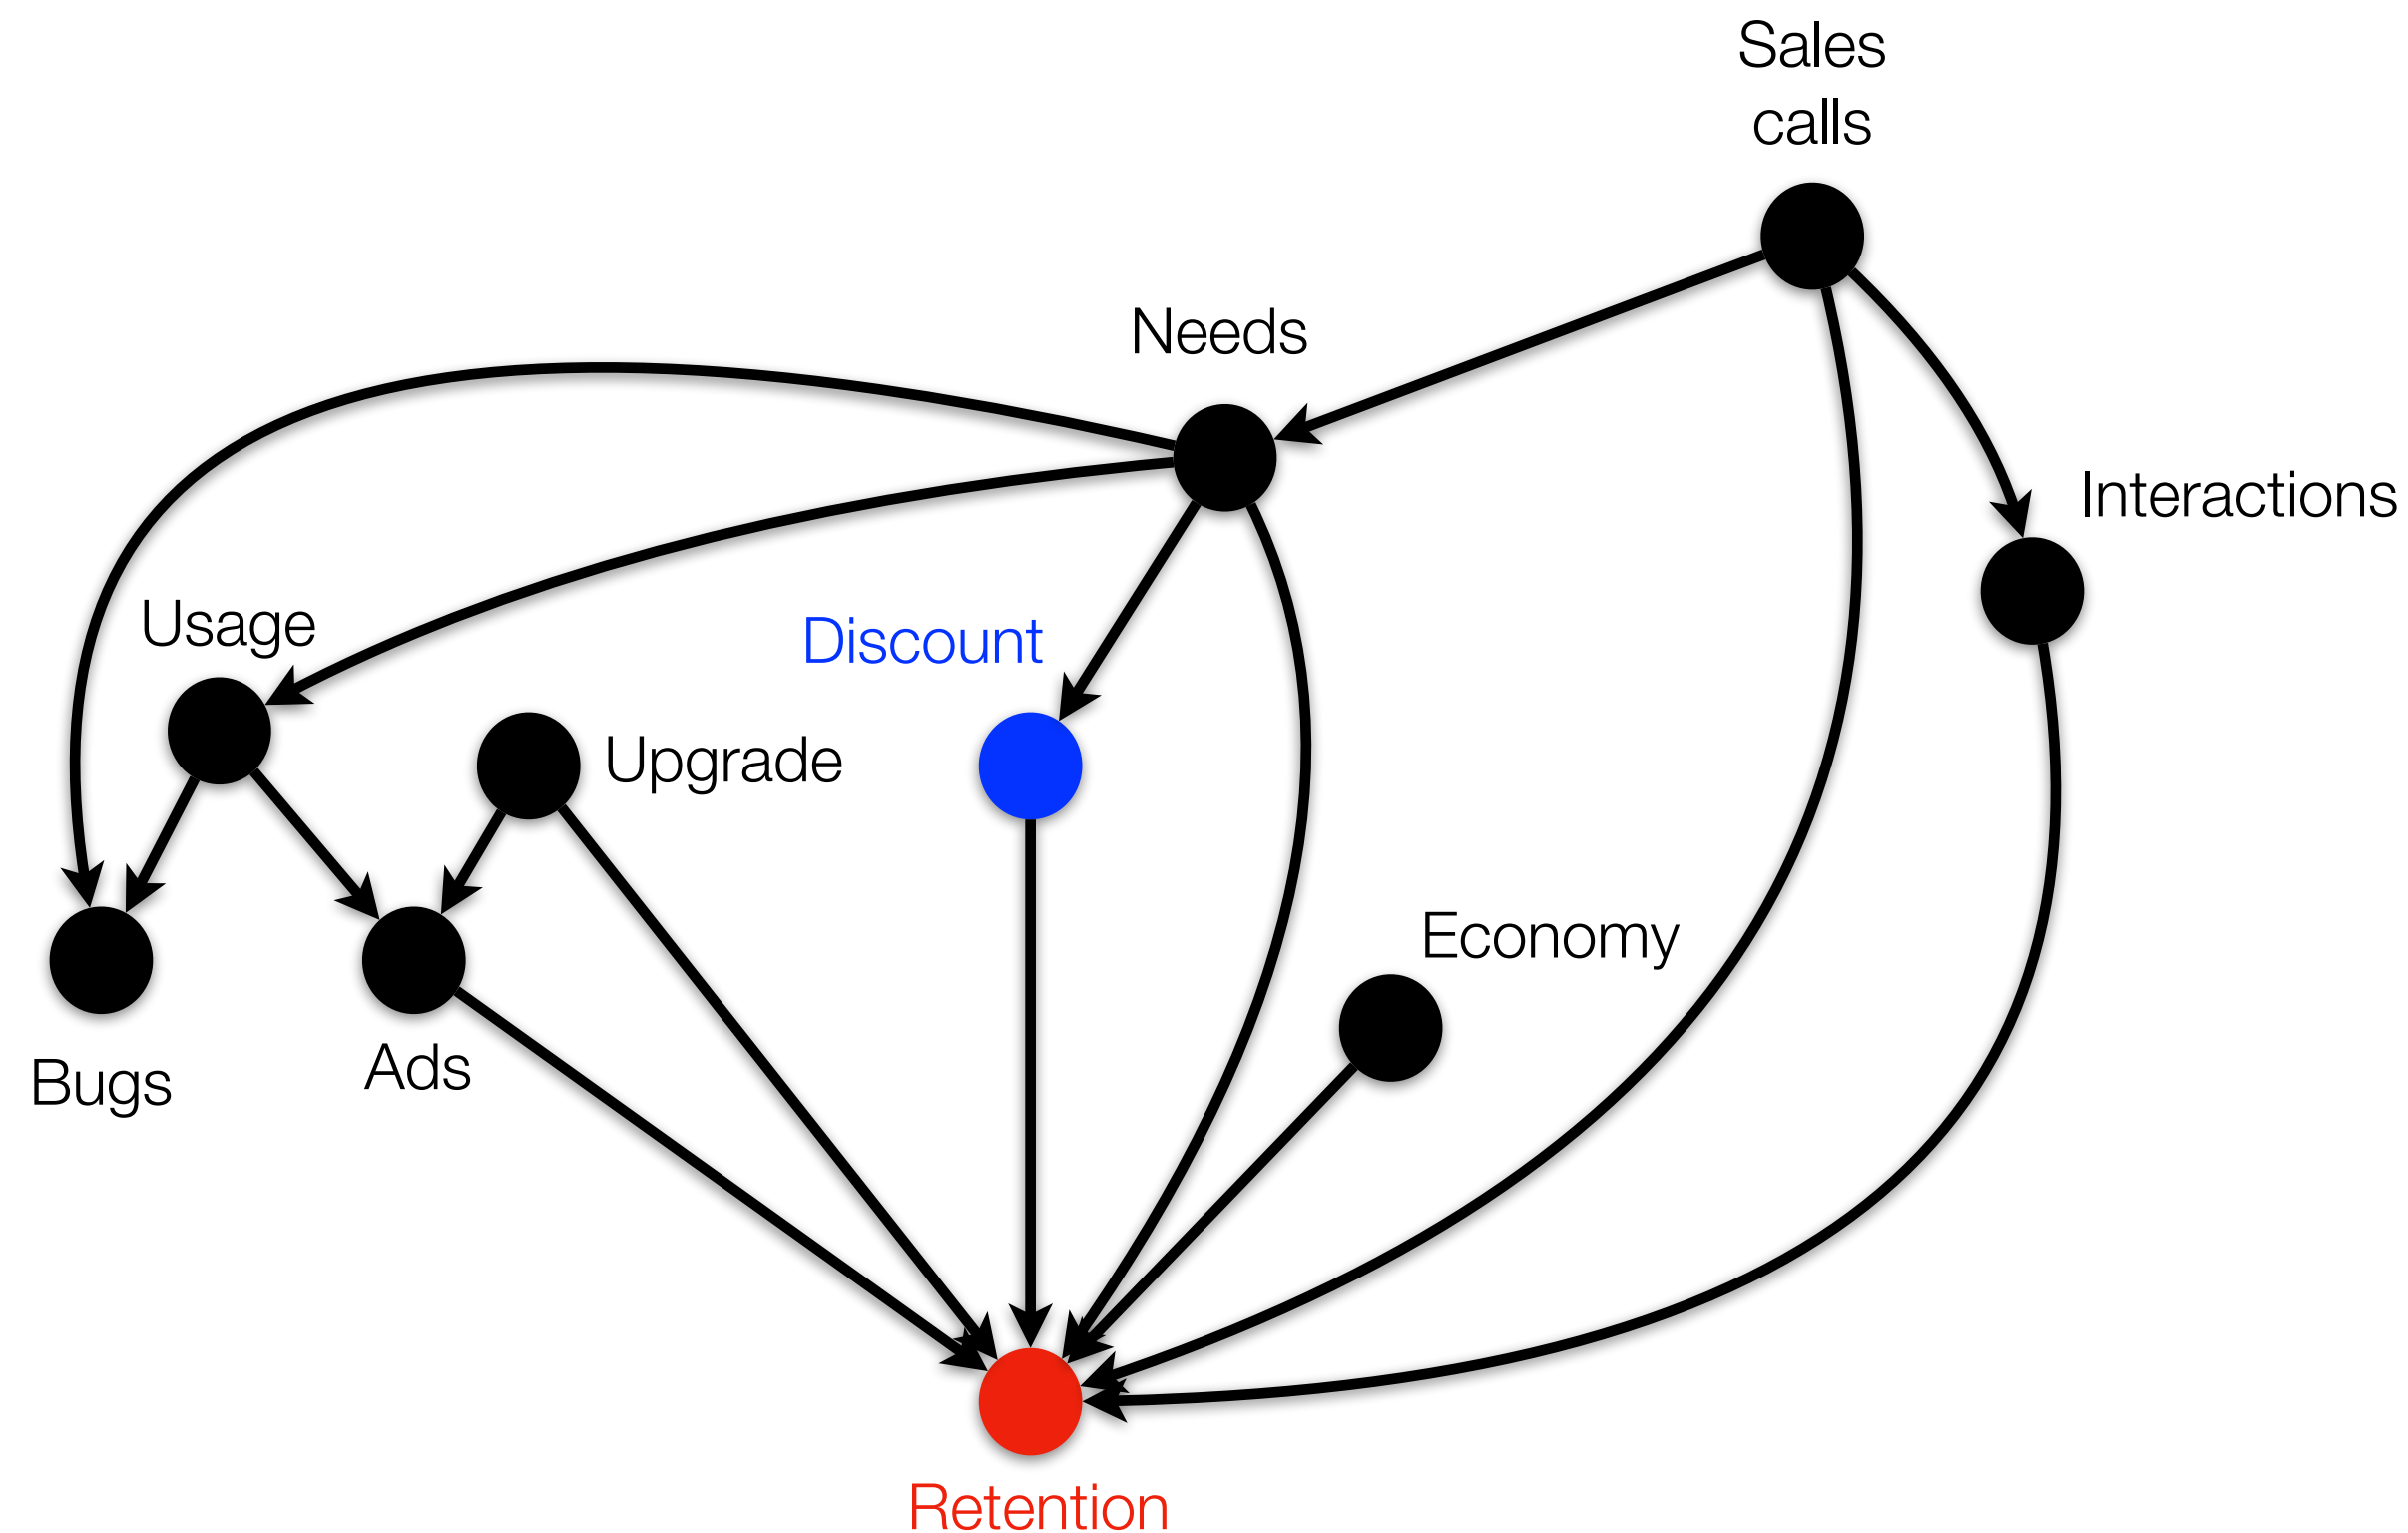 Sales
calls
Needs
Interactions
Usage
Discount
Upgrade
Economy
Bugs
Ads
Retention